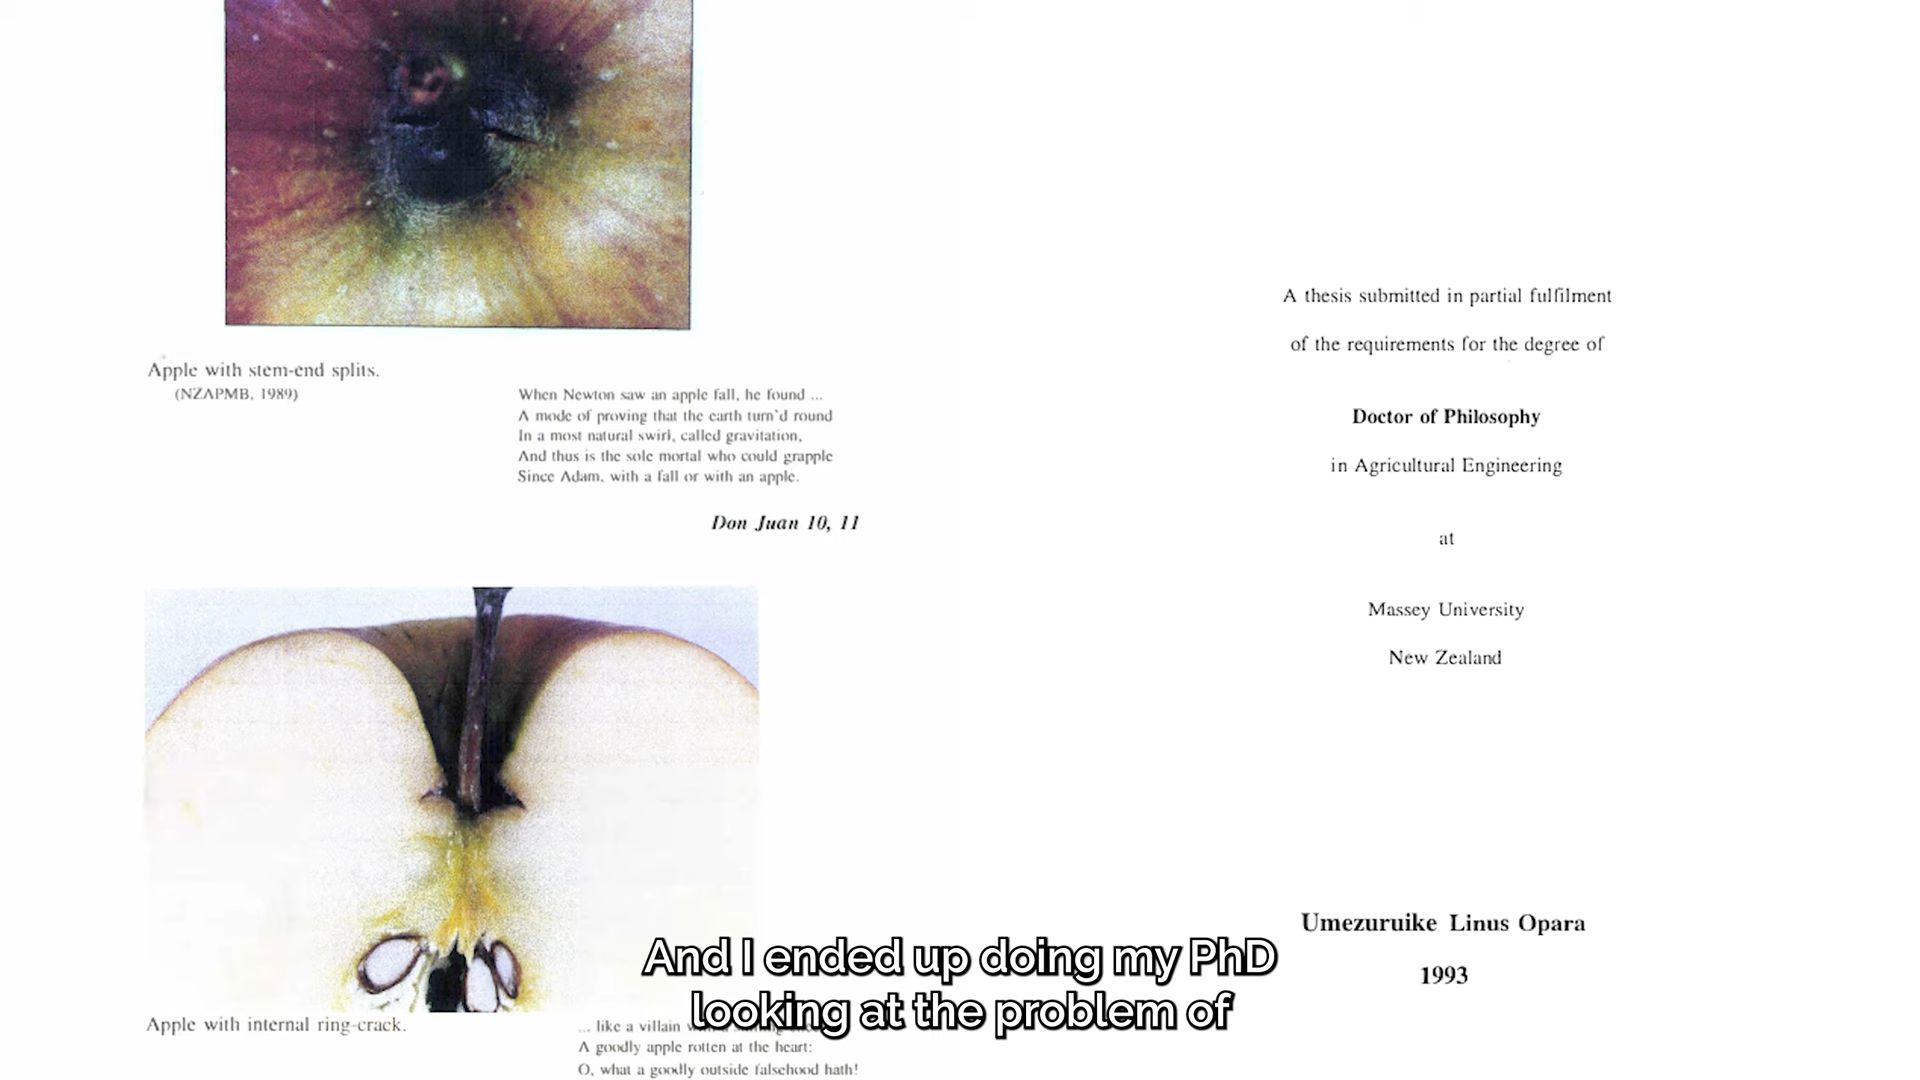 Apple with stem-end splits.
(NZAPMB, 1989)
When Newton saw an apple fall, he found ...
A mode of proving that the earth turn'd round
In a most natural swirl, called gravitation,
And thus is the sole mortal who could grapple
Since Adam, with a fall or with an apple.
Don Juan 10, 11
Apple with internal ring-crack.
... like a villain
A goodly apple rotten at the heart:
O, what a goodly outside falsehood hath!
A thesis submitted in partial fulfilment
of the requirements for the degree of
Doctor of Philosophy
in Agricultural Engineering
at
Massey University
New Zealand
Umezuruike Linus Opara
1993
And I ended up doing my PhD
looking at the problem of